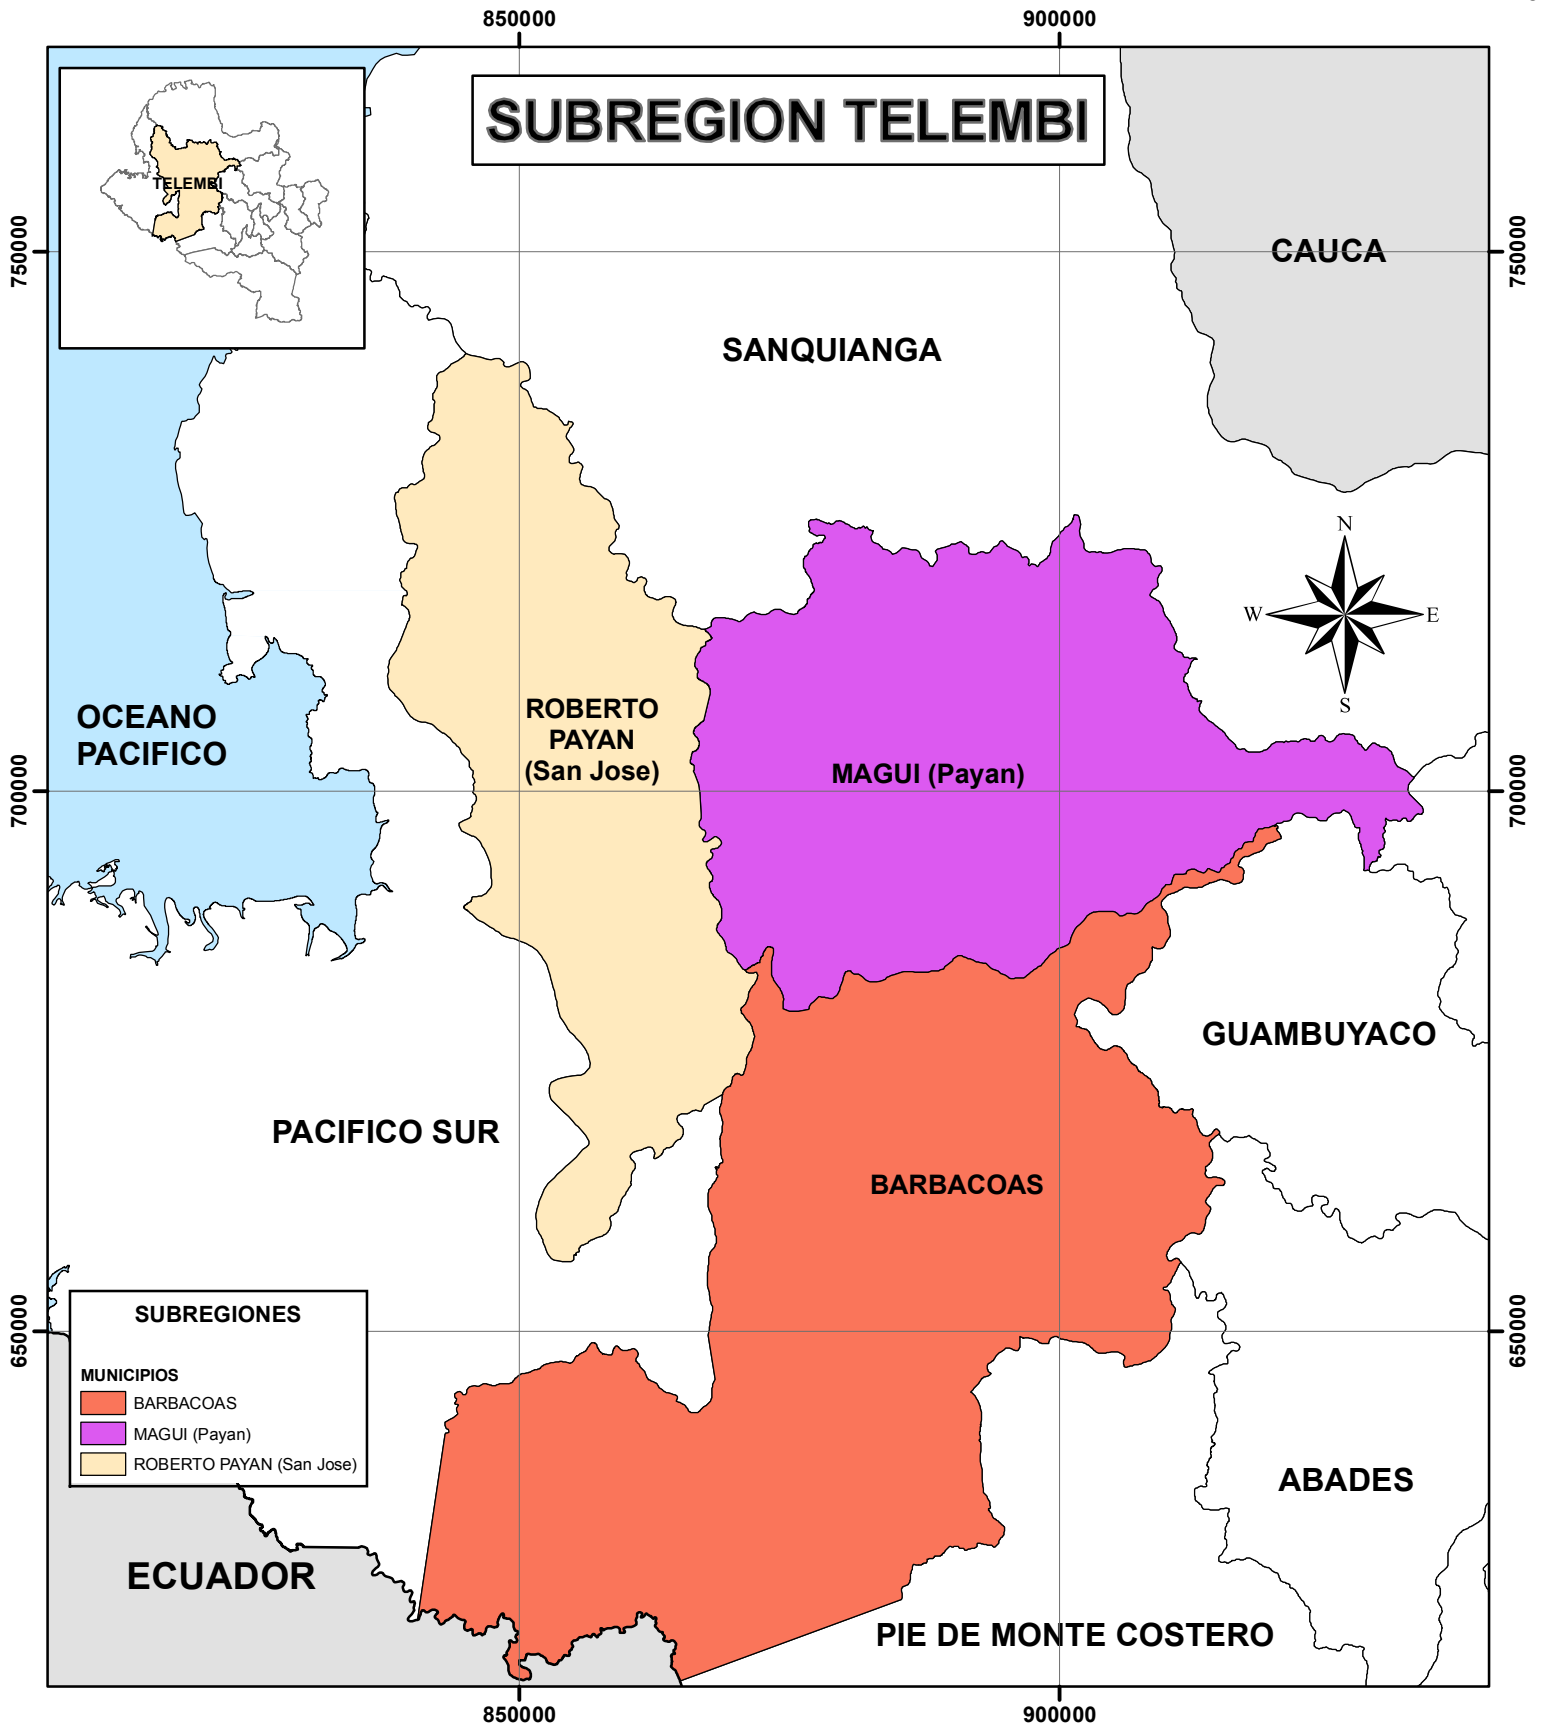 850000
900000
SUBREGION TELEMBI
TELEMBI
750000
750000
CAUCA
SANQUIANGA
N
W
E
S
OCEANO
PACIFICO
ROBERTO
PAYAN
(San Jose)
MAGUI (Payan)
700000
700000
GUAMBUYACO
PACIFICO SUR
BARBACOAS
650000
650000
SUBREGIONES
MUNICIPIOS
BARBACOAS
MAGUI (Payan)
ROBERTO PAYAN (San Jose)
ABADES
ECUADOR
PIE DE MONTE COSTERO
850000
900000